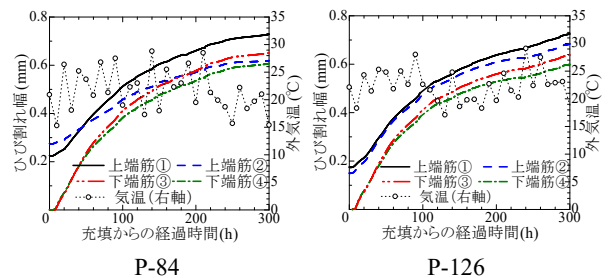 0.8
0.6
0.4
0.2
ひび割れ幅 (mm)
35
30
25
20
15
10
5
0
外気温(℃)
上端筋① 上端筋②
下端筋③ 下端筋④
気温(右軸)
0 100 200 300
充填からの経過時間(h)
P-84
0.8
0.6
0.4
0.2
ひび割れ幅 (mm)
35
30
25
20
15
10
5
0
外気温(℃)
上端筋① 上端筋②
下端筋③ 下端筋④
気温(右軸)
0 100 200 300
充填からの経過時間(h)
P-126